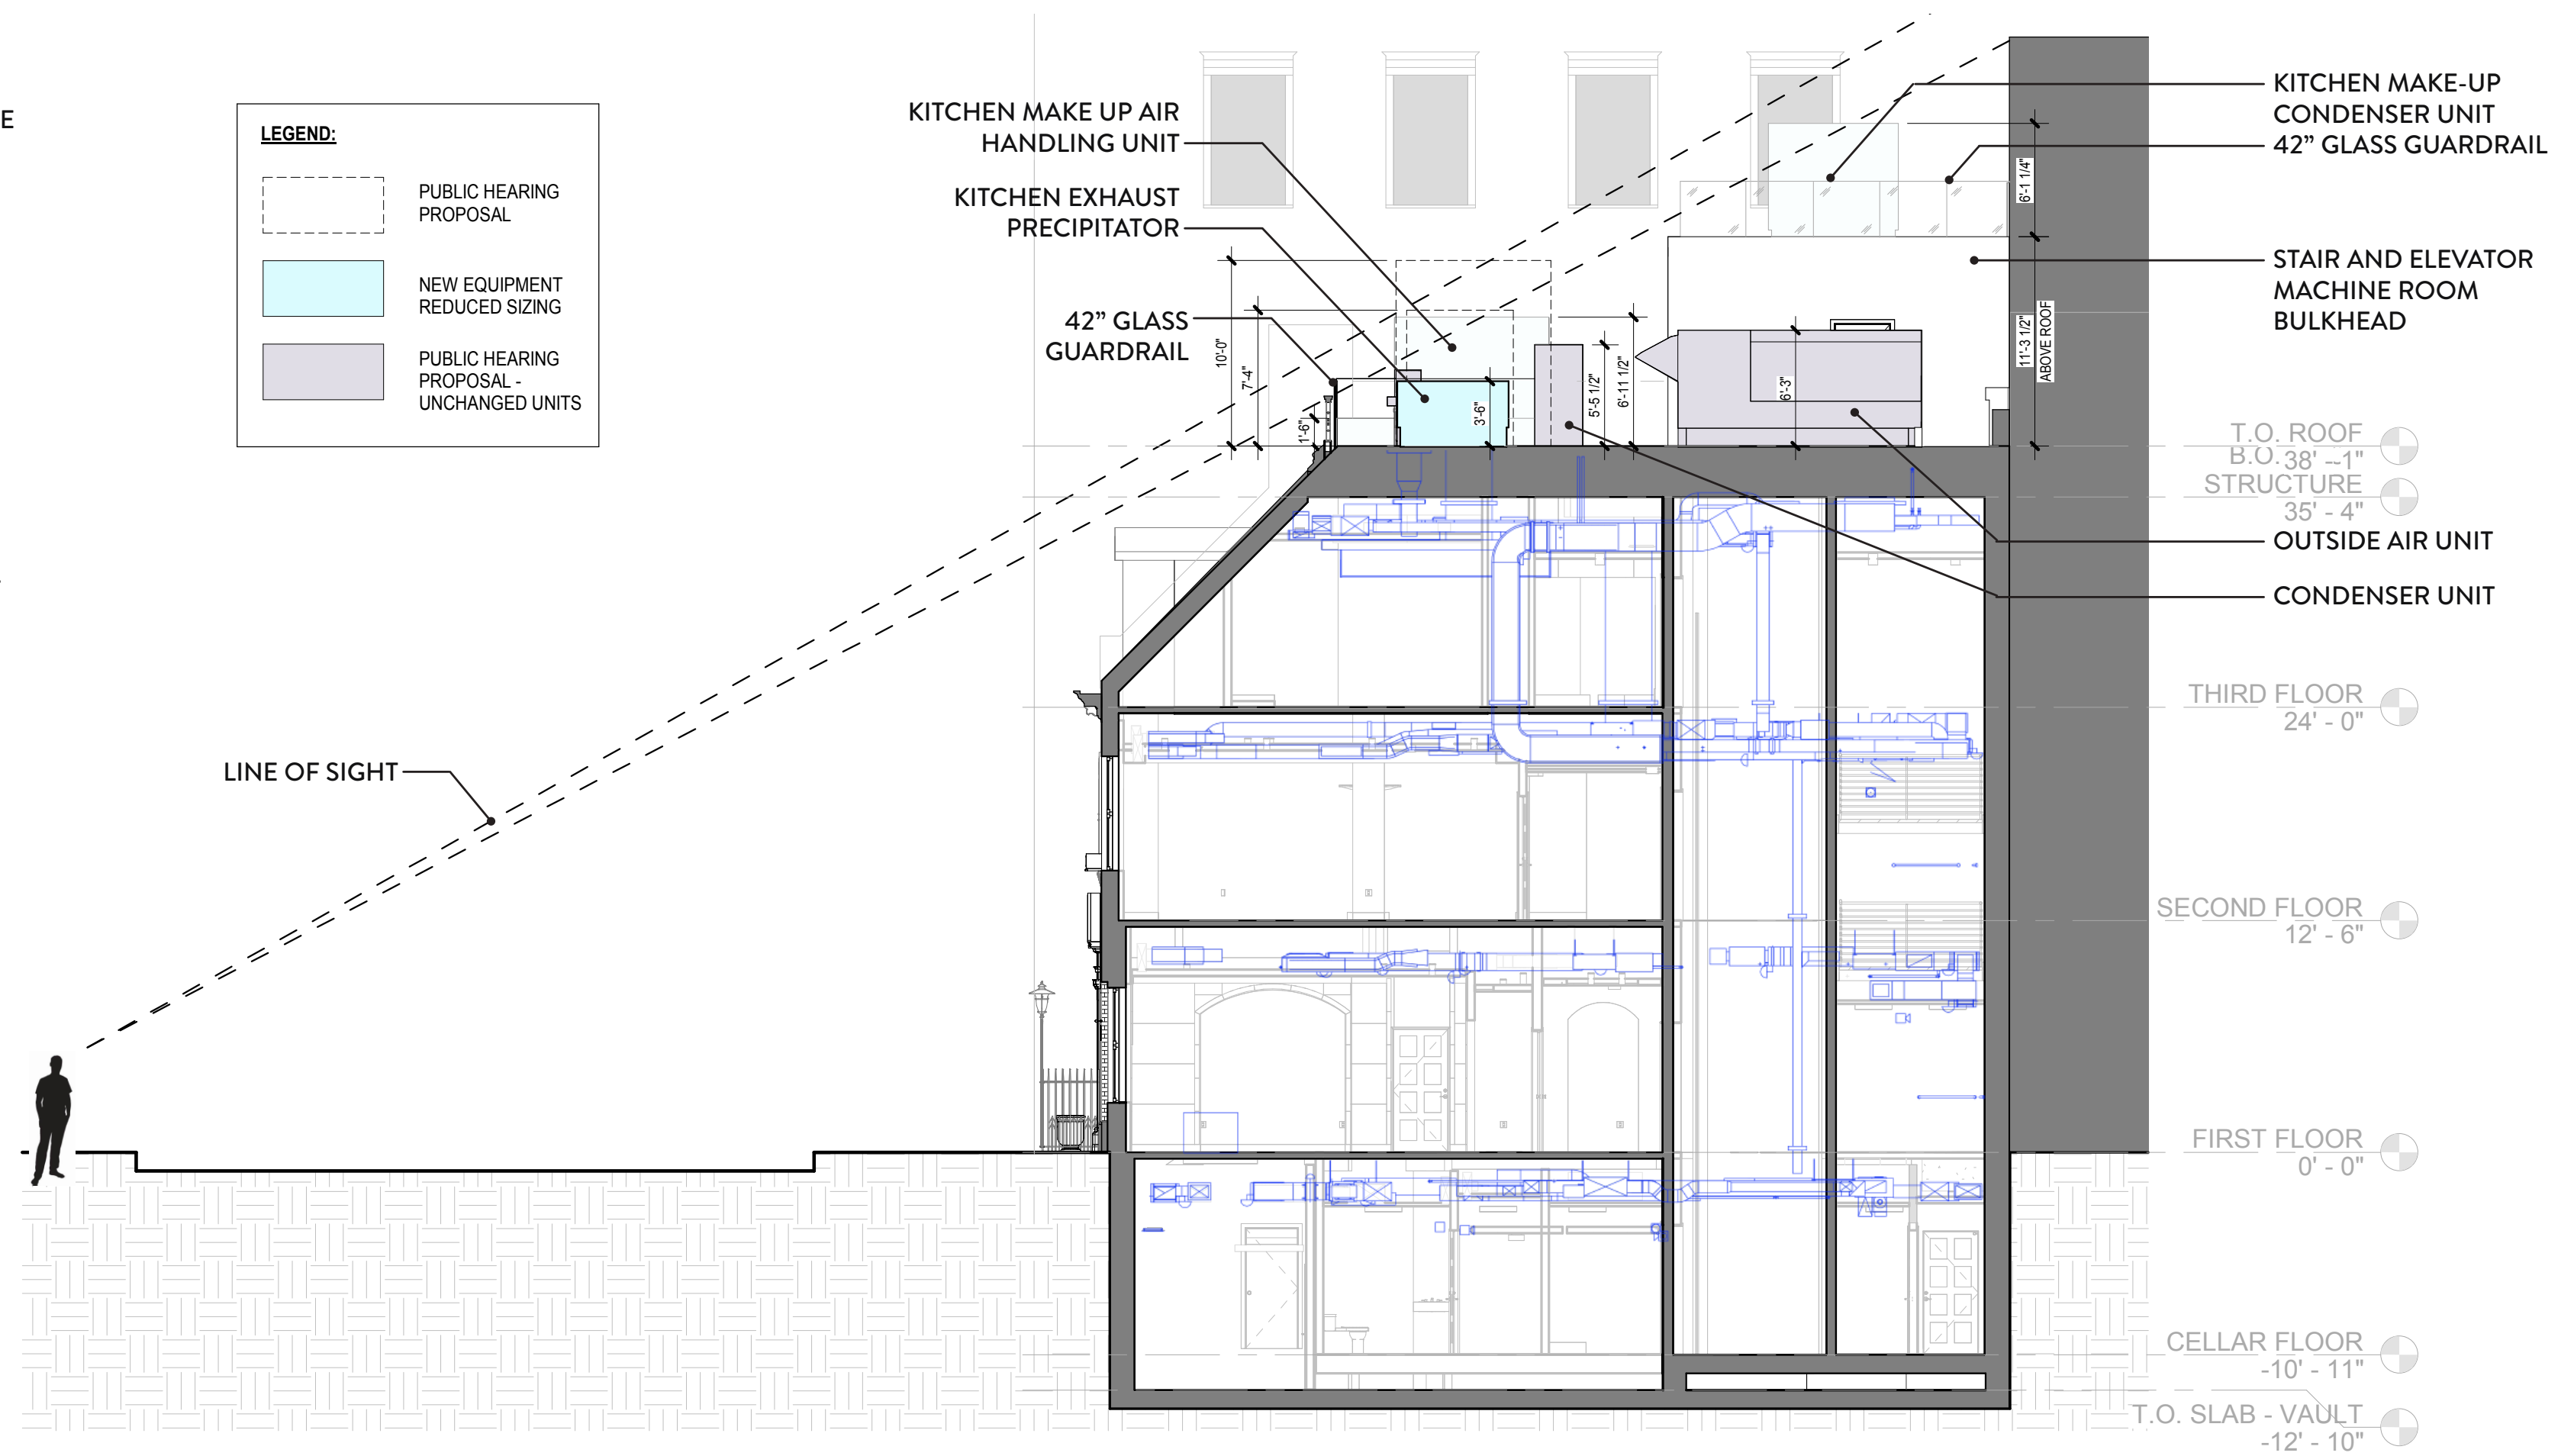 E
LEGEND:
PUBLIC HEARING
PROPOSAL
NEW EQUIPMENT
REDUCED SIZING
PUBLIC HEARING
PROPOSAL -
UNCHANGED UNITS
KITCHEN MAKE UP AIR
HANDLING UNIT
KITCHEN EXHAUST
PRECIPITATOR
42” GLASS
GUARDRAIL
LINE OF SIGHT
10'-0"
7'-4"
1'-6"
3'-6"
5'-5 1/2"
6'-11 1/2"
6'-3"
6'-1 1/4"
11'-3 1/2"
ABOVE ROOF
KITCHEN MAKE-UP
CONDENSER UNIT
42” GLASS GUARDRAIL
STAIR AND ELEVATOR
MACHINE ROOM
BULKHEAD
T.O. ROOF
38' - 1"
B.O.
STRUCTURE
35' - 4"
OUTSIDE AIR UNIT
CONDENSER UNIT
THIRD FLOOR
24' - 0"
SECOND FLOOR
12' - 6"
FIRST FLOOR
0' - 0"
CELLAR FLOOR
-10' - 11"
T.O. SLAB - VAULT
-12' - 10"